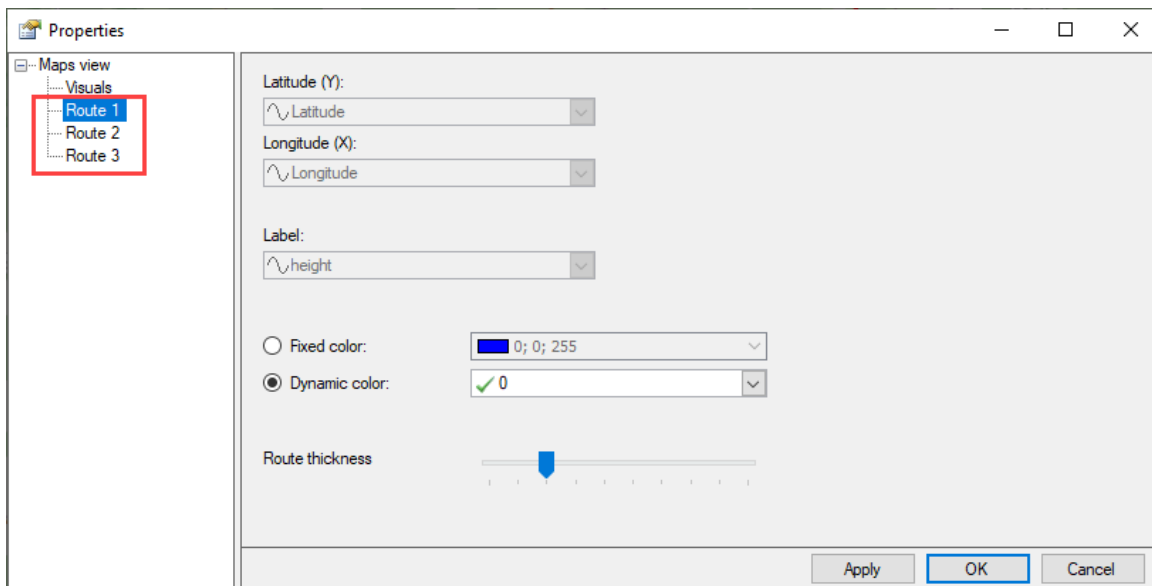 Properties
Maps view
Visuals
Route 1
Route 2
Route 3
Latitude (Y):
Latitude
Longitude (X):
Longitude
Label:
height
Fixed color:
0; 0; 255
Dynamic color:
0
Route thickness
Apply
OK
Cancel